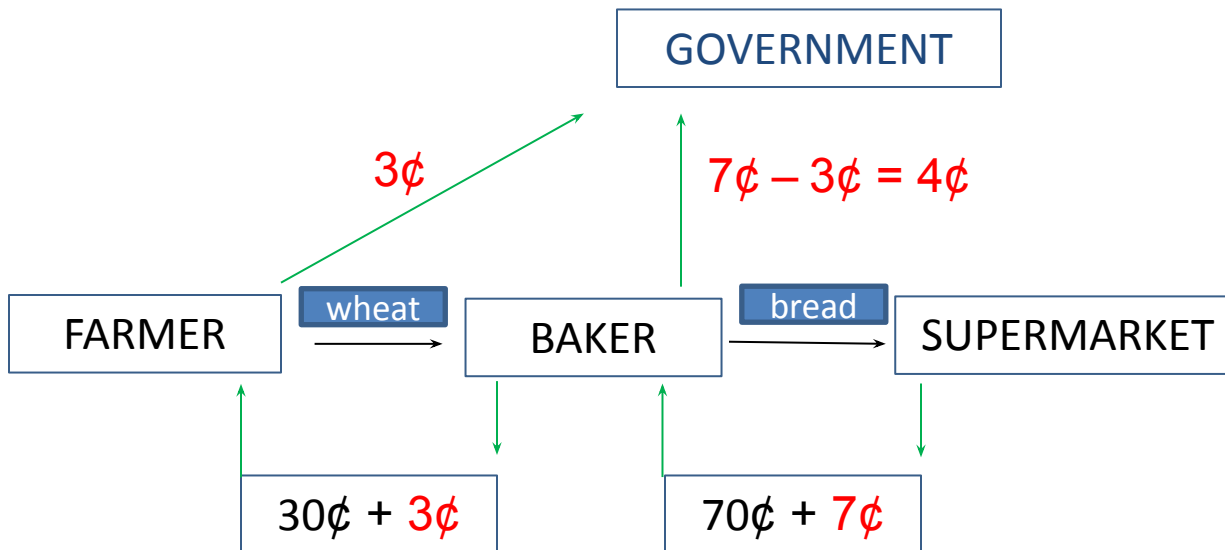 GOVERNMENT
3¢
7¢ – 3¢ = 4¢
wheat
bread
FARMER
BAKER
SUPERMARKET
30¢ + 3¢
70¢ + 7¢